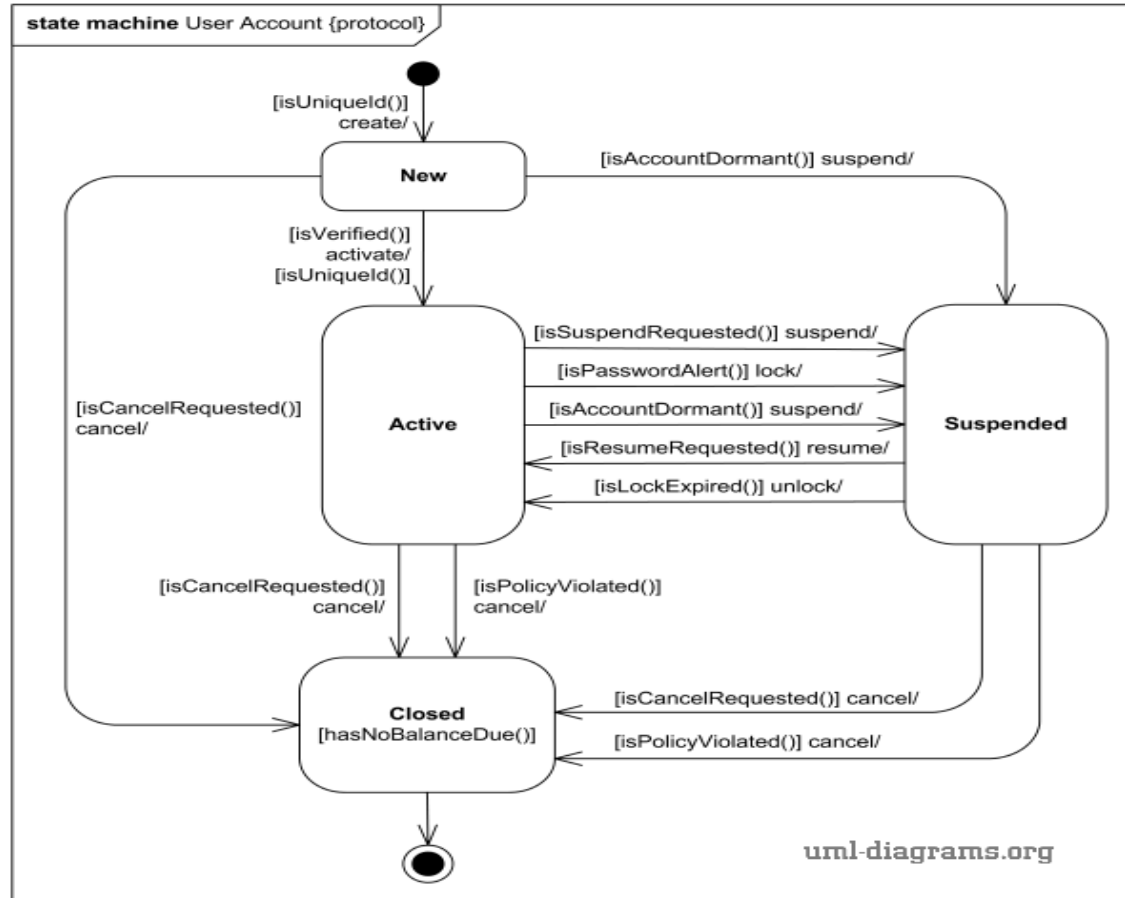 state machine User Account {protocol}
[isUniqueId()]
create/
New
[isAccountDormant()] suspend/
[isVerified()]
activate/
[isUniqueId()]
[isSuspendRequested()] suspend/
[isPasswordAlert()] lock/
[isCancelRequested()]
cancel/
Active
[isAccountDormant()] suspend/
Suspended
[isResumeRequested()] resume/
[isLockExpired()] unlock/
[isCancelRequested()]
cancel/
[isPolicyViolated()]
cancel/
Closed
[hasNoBalanceDue()]
[isCancelRequested()] cancel/
[isPolicyViolated()] cancel/
uml-diagrams.org